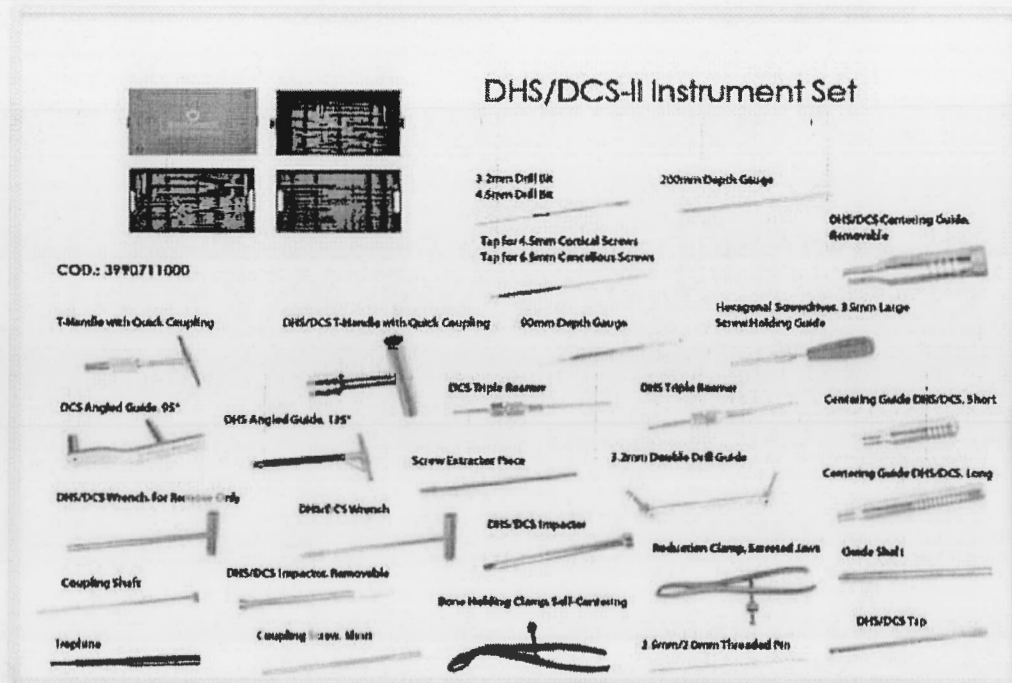 DHS/DCS-II Instrument Set
3.2mm Drill Bit
4.5mm Drill Bit
200mm Depth Gauge
DHS/DCS Centering Guide,
Removable
Tap for 4.5mm Cortical Screws
Tap for 6.5mm Cancellous Screws
COD.: 3990711000
T-Handle with Quick Coupling
DHS/DCS T-Handle with Quick Coupling
90mm Depth Gauge
Hexagonal Screwdriver, 3.5mm Large
Screw Holding Guide
DCS Angled Guide, 95°
DHS Angled Guide, 135°
DCS Triple Reamer
DHS Triple Reamer
Centering Guide DHS/DCS, Short
Screw Extractor Piece
3.2mm Double Drill Guide
Centering Guide DHS/DCS, Long
DHS/DCS Wrench, for Remove Only
DHS/DCS Wrench
DHS/DCS Impactor
Reduction Clamp, Serrated Jaws
Guide Shaft
Coupling Shaft
DHS/DCS Impactor, Removable
Bone Holding Clamp, Self-Centering
DHS/DCS Tap
Trephine
Coupling Screw, Short
2.5mm/2.0mm Threaded Pin